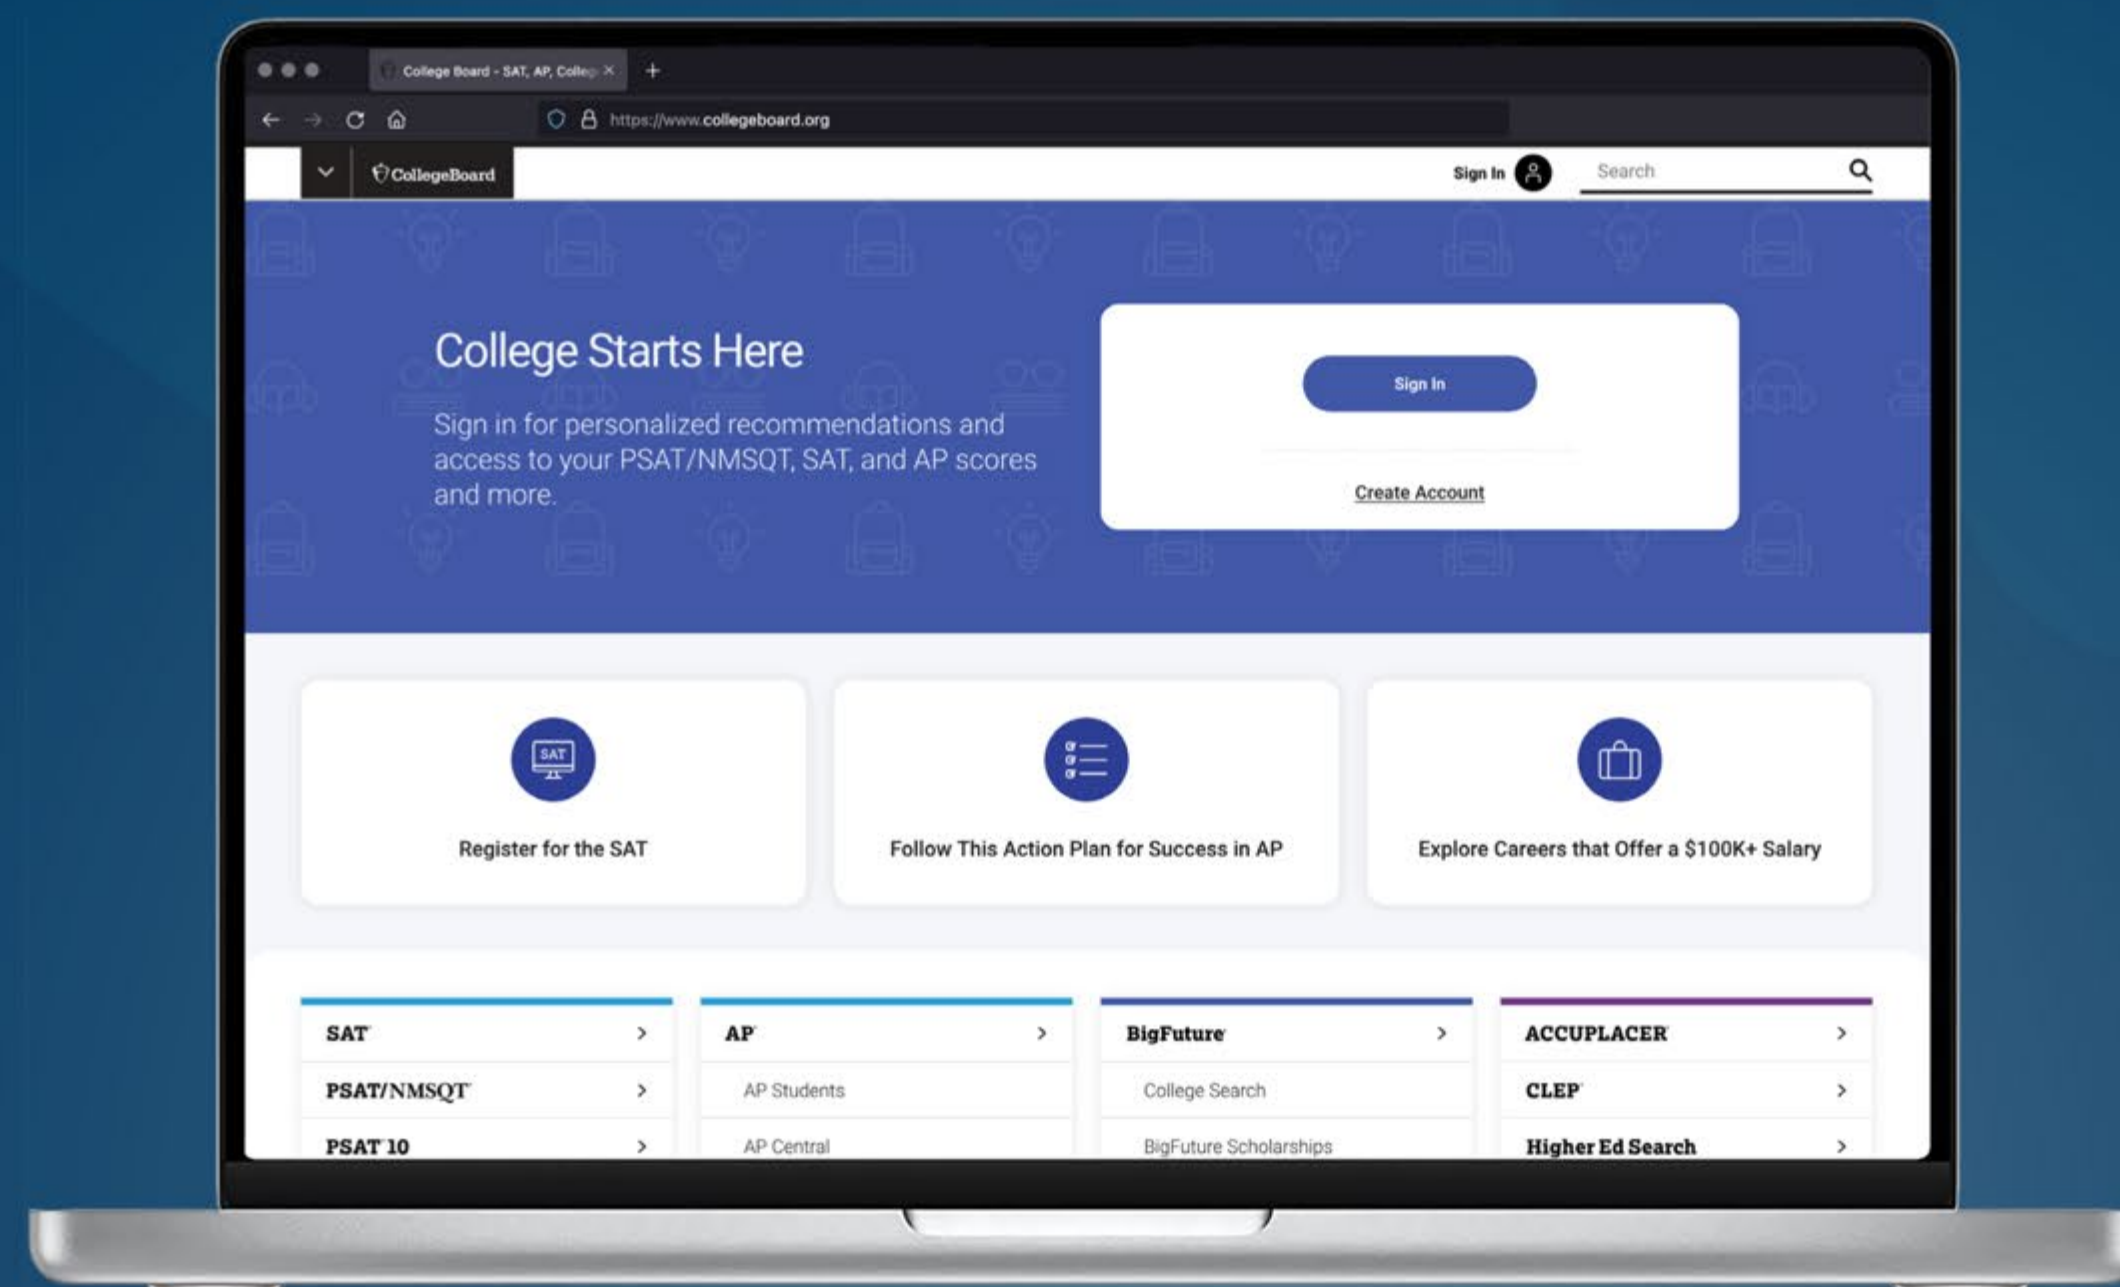 College Board - SAT, AP, Colleg
https://www.collegeboard.org
CollegeBoard
Sign In
Search
College Starts Here
Sign in for personalized recommendations and
access to your PSAT/NMSQT, SAT, and AP scores
and more.
Sign In
Create Account
SAT
Register for the SAT
Follow This Action Plan for Success in AP
Explore Careers that Offer a $100K+ Salary
SAT
AP
BigFuture
ACCUPLACER
PSAT/NMSQT
AP Students
College Search
CLEP
PSAT 10
AP Central
BigFuture Scholarships
Higher Ed Search